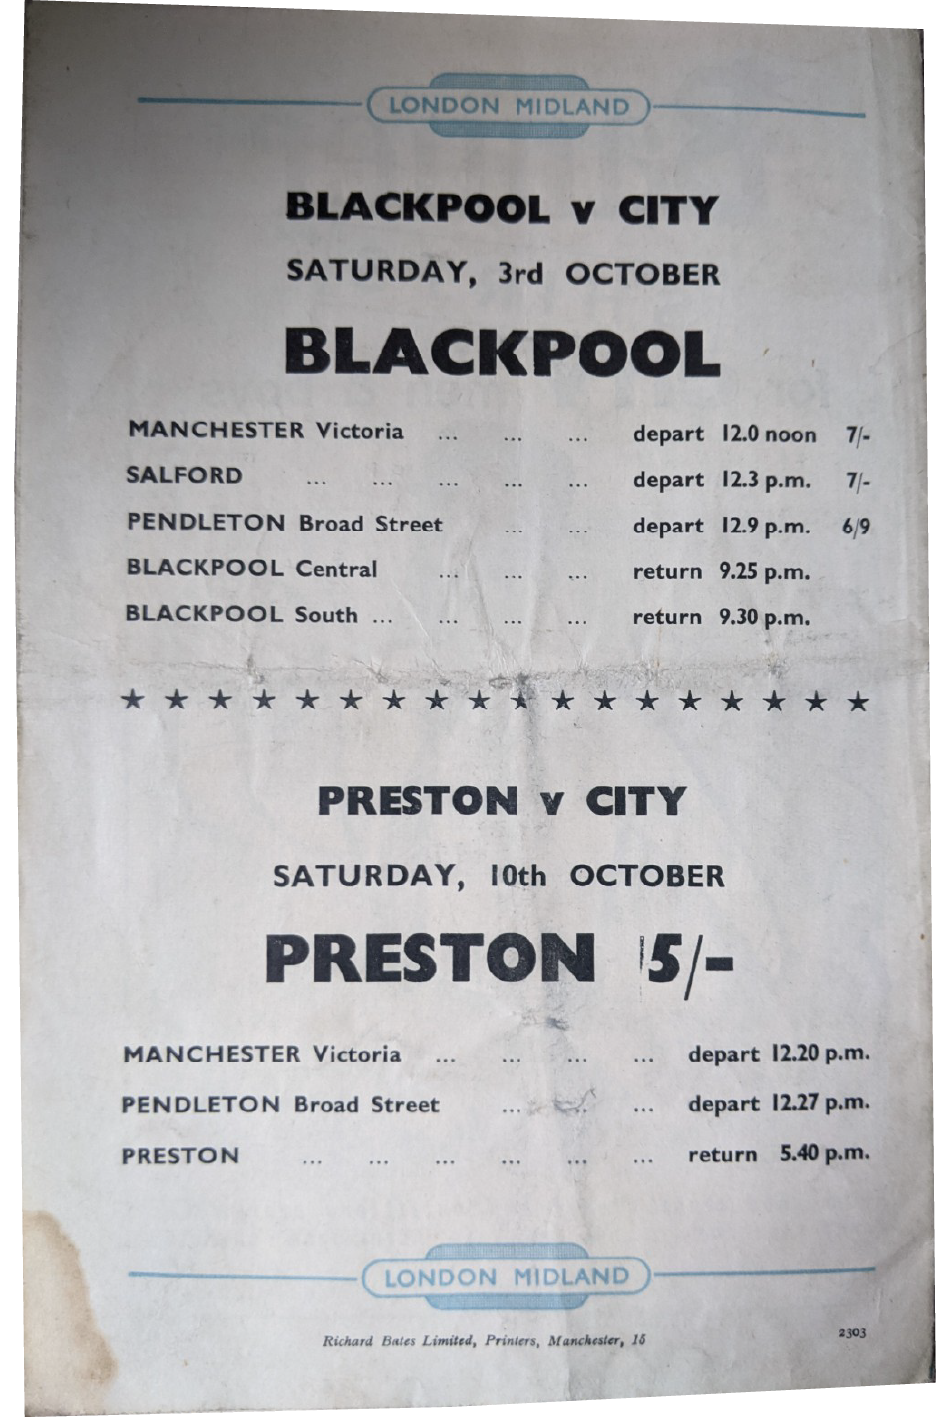 LONDON MIDLAND
BLACKPOOL v CITY
SATURDAY, 3rd OCTOBER
BLACKPOOL
MANCHESTER Victoria ... ... ... depart 12.0 noon 7/-
SALFORD ... ... ... ... ... depart 12.3 p.m. 7/-
PENDLETON Broad Street ... ... depart 12.9 p.m. 6/9
BLACKPOOL Central ... ... ... return 9.25 p.m.
BLACKPOOL South ... ... ... ... return 9.30 p.m.
PRESTON v CITY
SATURDAY, 10th OCTOBER
PRESTON 5/-
MANCHESTER Victoria ... ... ... ... depart 12.20 p.m.
PENDLETON Broad Street ... ... ... depart 12.27 p.m.
PRESTON ... ... ... ... ... ... return 5.40 p.m.
LONDON MIDLAND
Richard Bates Limited, Printers, Manchester, 15
2303